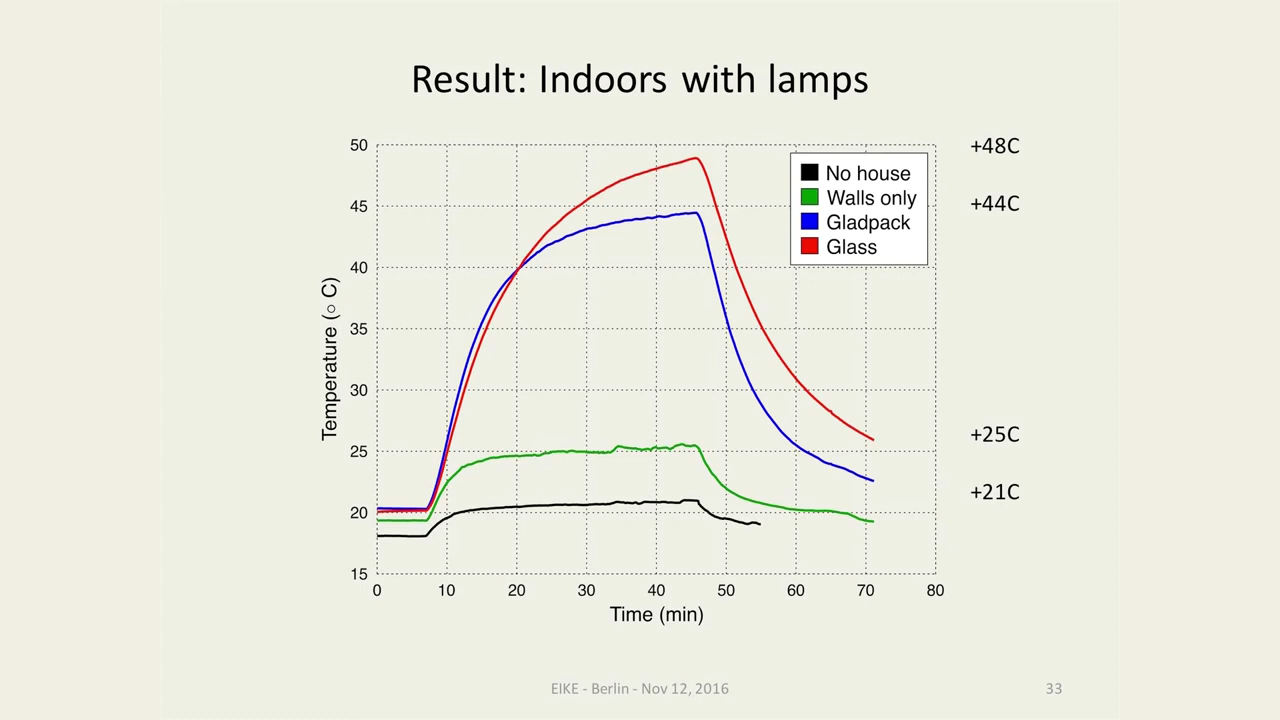 Result: Indoors with lamps
50
45
40
35
30
25
20
15
0 10 20 30 40 50 60 70 80
Temperature (○ C)
Time (min)
No house
Walls only
Gladpack
Glass
+48C
+44C
+25C
+21C
EIKE - Berlin - Nov 12, 2016
33